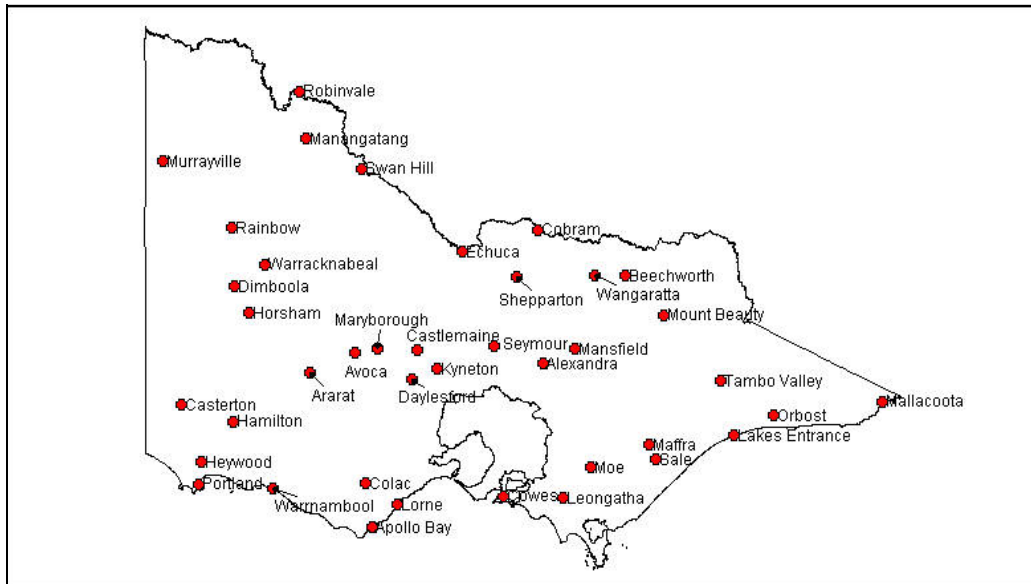 Robinvale
Manangatang
Murrayville
Swan Hill
Rainbow
Cobram
Echuca
Warracknabeal
Beechworth
Dimboola
Shepparton
Wangaratta
Horsham
Mount Beauty
Maryborough
Castlemaine
Seymour
Mansfield
Avoca
Kyneton
Alexandra
Ararat
Daylesford
Tambo Valley
Casterton
Mallacoota
Hamilton
Orbost
Lakes Entrance
Maffra
Heywood
Sale
Moe
Portland
Colac
Cowes
Leongatha
Warrnambool
Lorne
Apollo Bay